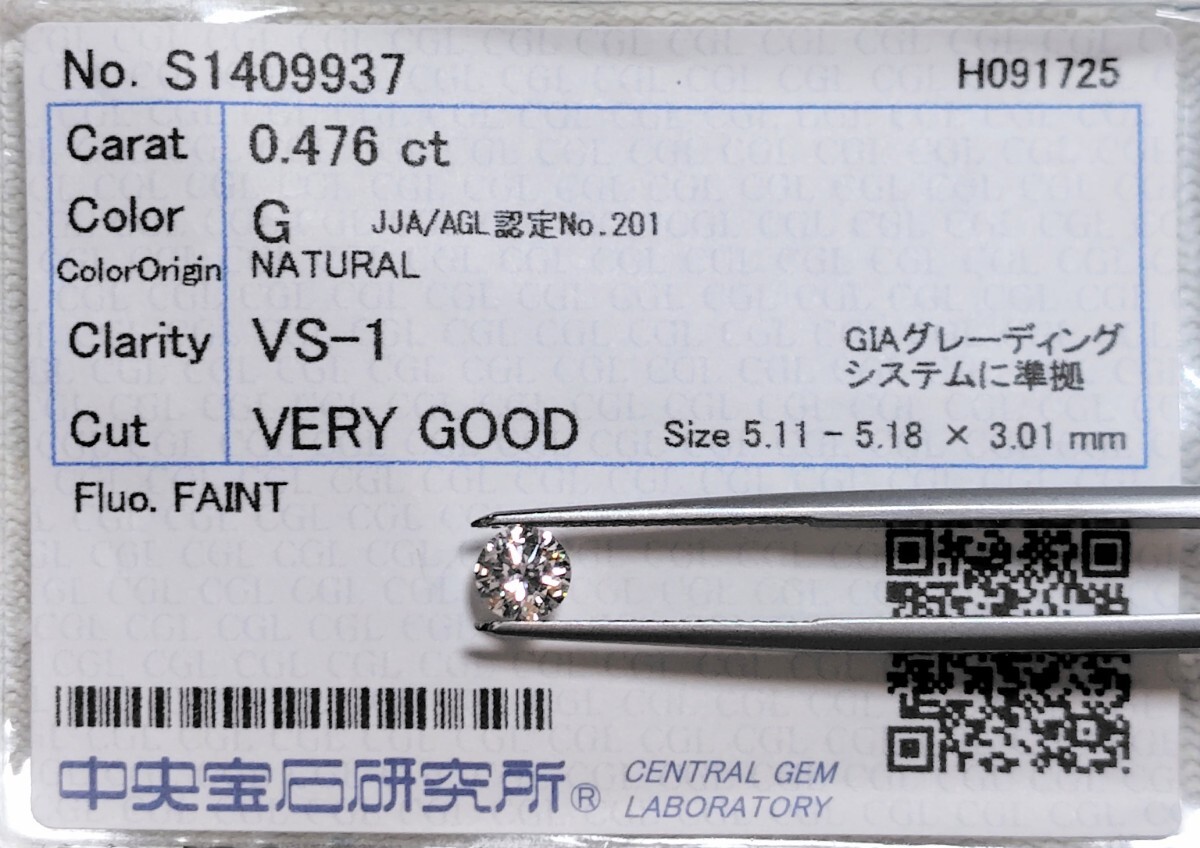 No. S1409937 H091725
Carat 0.476 ct
Color G JJA/AGL認定No.201
ColorOrigin NATURAL
Clarity VS-1 GIAグレーディング
システムに準拠
Cut VERY GOOD Size 5.11 - 5.18 × 3.01 mm
Fluo. FAINT
中央宝石研究所® CENTRAL GEM
LABORATORY